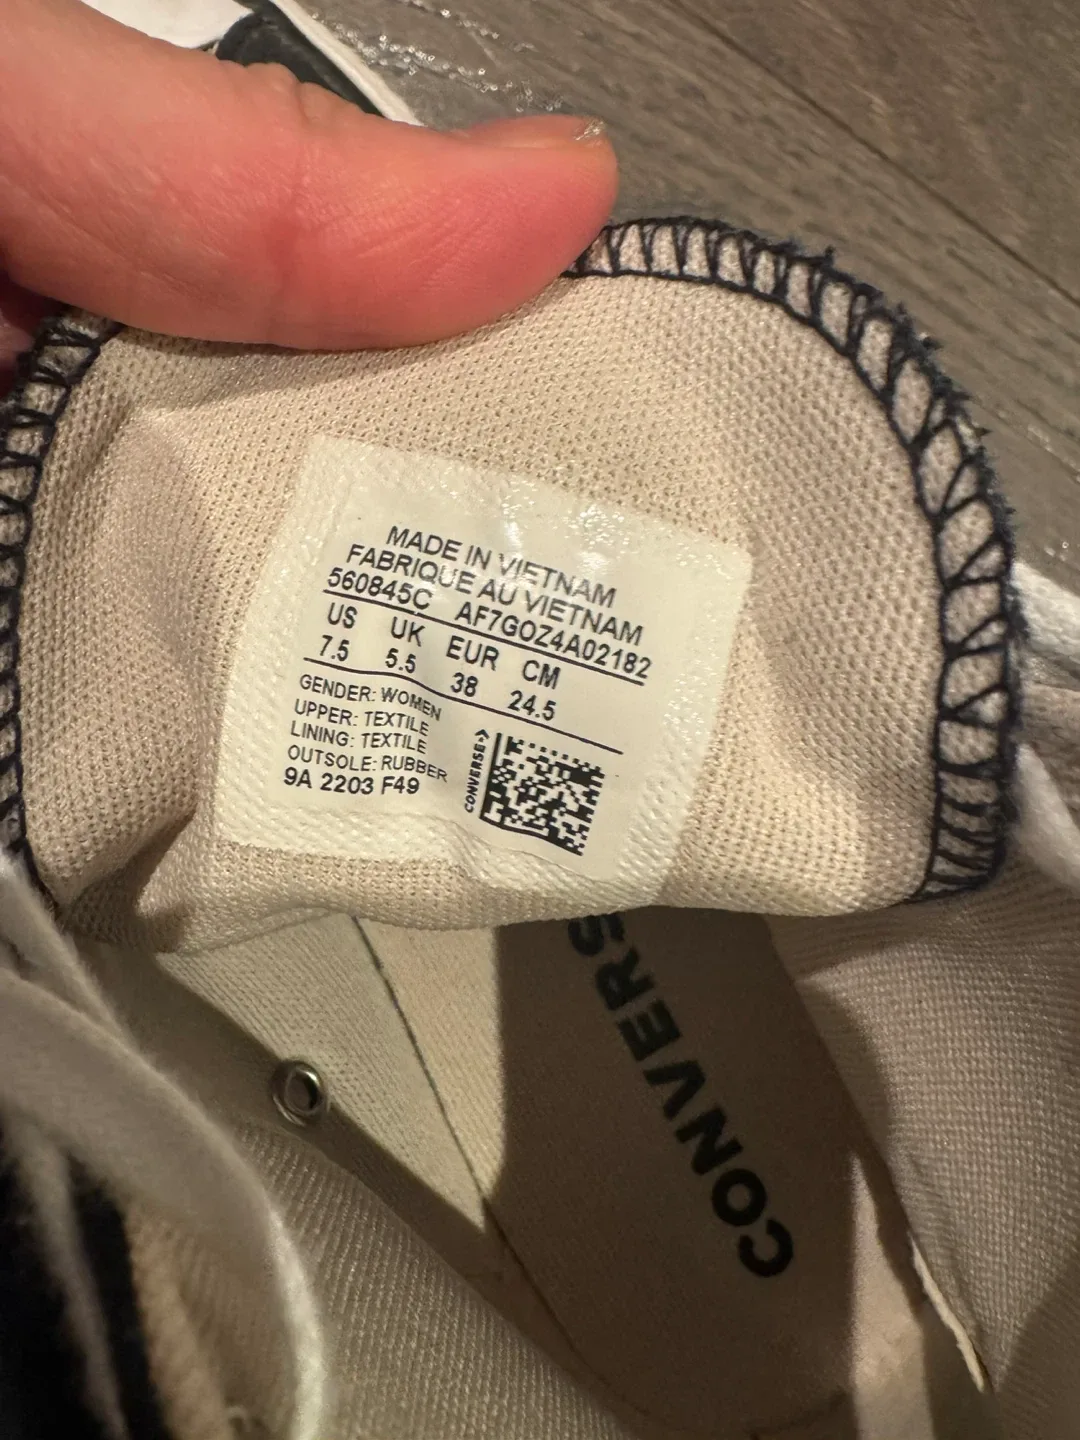 MADE IN VIETNAM
FABRIQUE AU VIETNAM
560845C AF7GOZ4A02182
US UK EUR CM
7.5 5.5 38 24.5
GENDER: WOMEN
UPPER: TEXTILE
LINING: TEXTILE
OUTSOLE: RUBBER
9A 2203 F49
CONVERSE
CONVERS